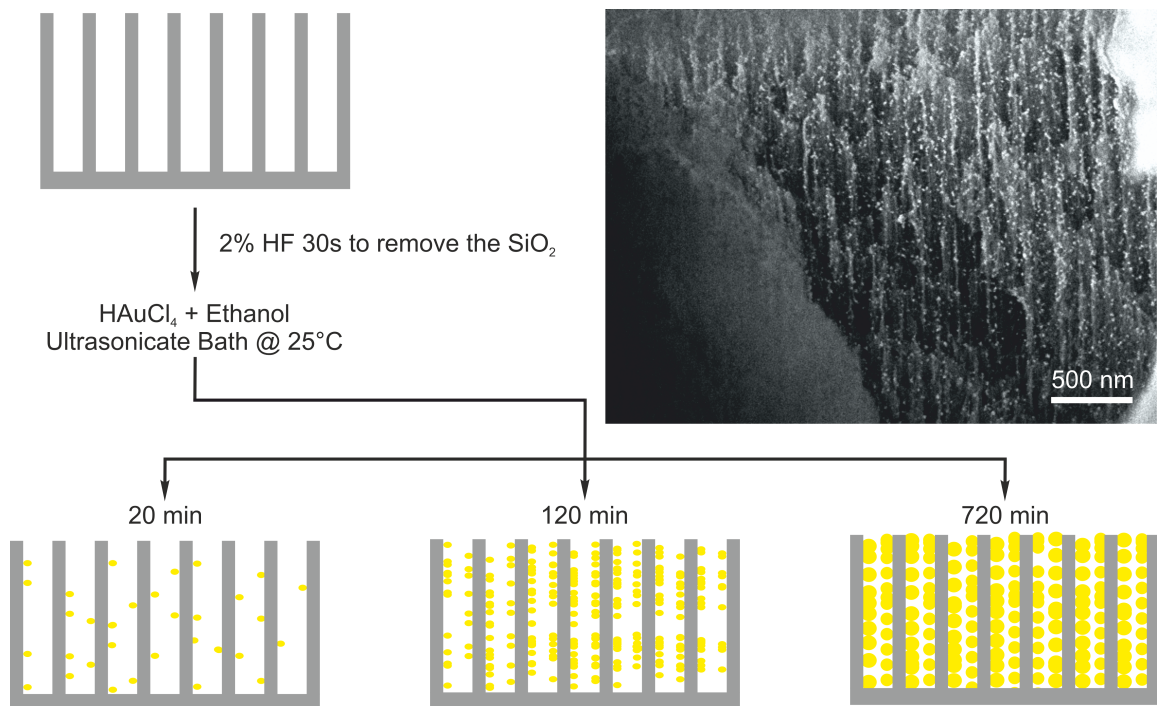 2% HF 30s to remove the SiO₂
HAuCl₄ + Ethanol
Ultrasonicate Bath @ 25°C
500 nm
20 min
120 min
720 min